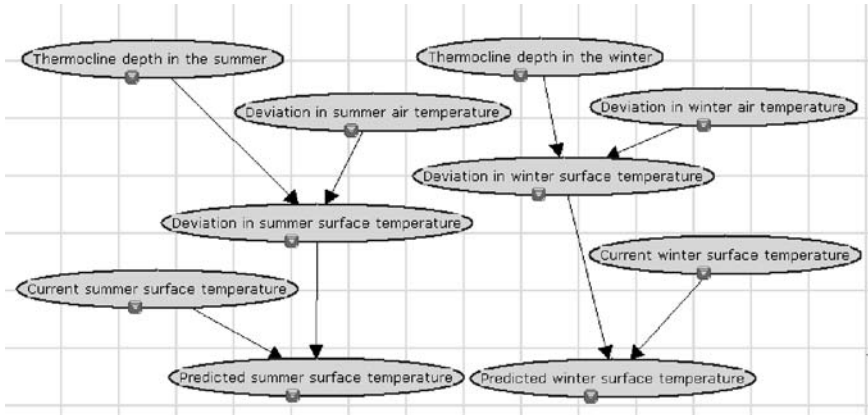 Thermocline depth in the summer
Thermocline depth in the winter
Deviation in summer air temperature
Deviation in winter air temperature
Deviation in winter surface temperature
Deviation in summer surface temperature
Current winter surface temperature
Current summer surface temperature
Predicted summer surface temperature
Predicted winter surface temperature